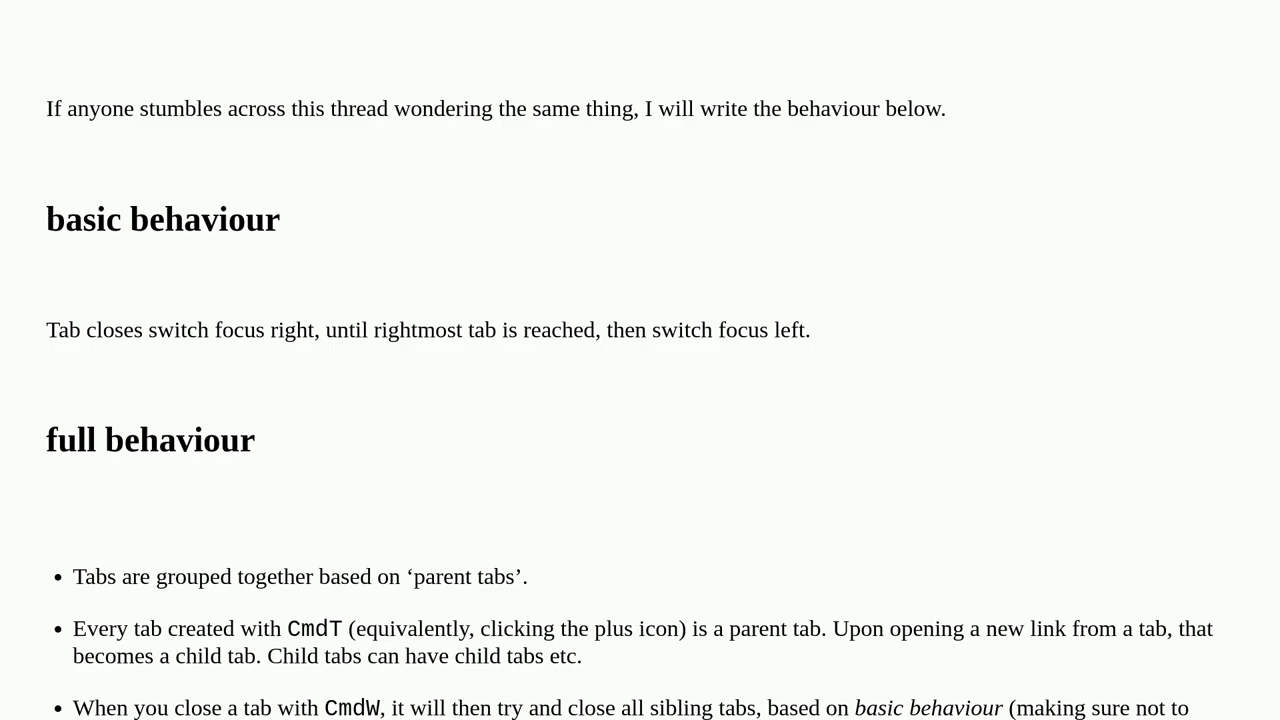 If anyone stumbles across this thread wondering the same thing, I will write the behaviour below.
basic behaviour
Tab closes switch focus right, until rightmost tab is reached, then switch focus left.
full behaviour
• Tabs are grouped together based on ‘parent tabs’.
• Every tab created with CmdT (equivalently, clicking the plus icon) is a parent tab. Upon opening a new link from a tab, that
becomes a child tab. Child tabs can have child tabs etc.
• When you close a tab with CmdW, it will then try and close all sibling tabs, based on basic behaviour (making sure not to